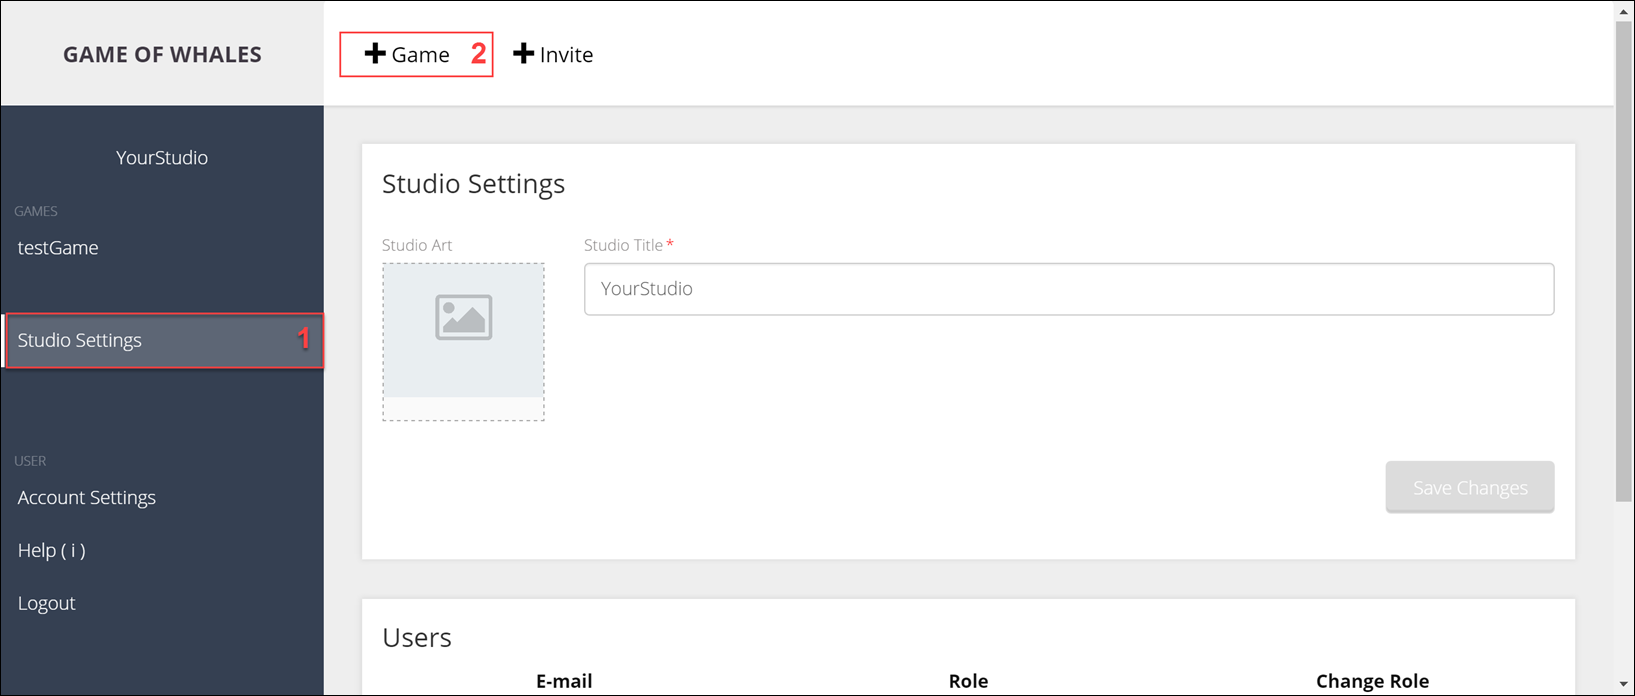 GAME OF WHALES
+ Game 2 + Invite
YourStudio
GAMES
testGame
Studio Settings 1
USER
Account Settings
Help ( i )
Logout
Studio Settings
Studio Art
Studio Title *
YourStudio
Save Changes
Users
E-mail Role Change Role